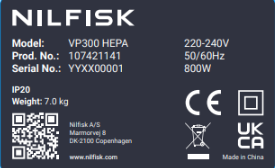 NILFISK
Model: VP300 HEPA 220-240V
Prod. No.: 107421141 50/60Hz
Serial No.: YYXX00001 800W
IP20
Weight: 7.0 kg
Nilfisk A/S
Marmorvej 8
DK-2100 Copenhagen
www.nilfisk.com
CE
UK
CA
Made in China